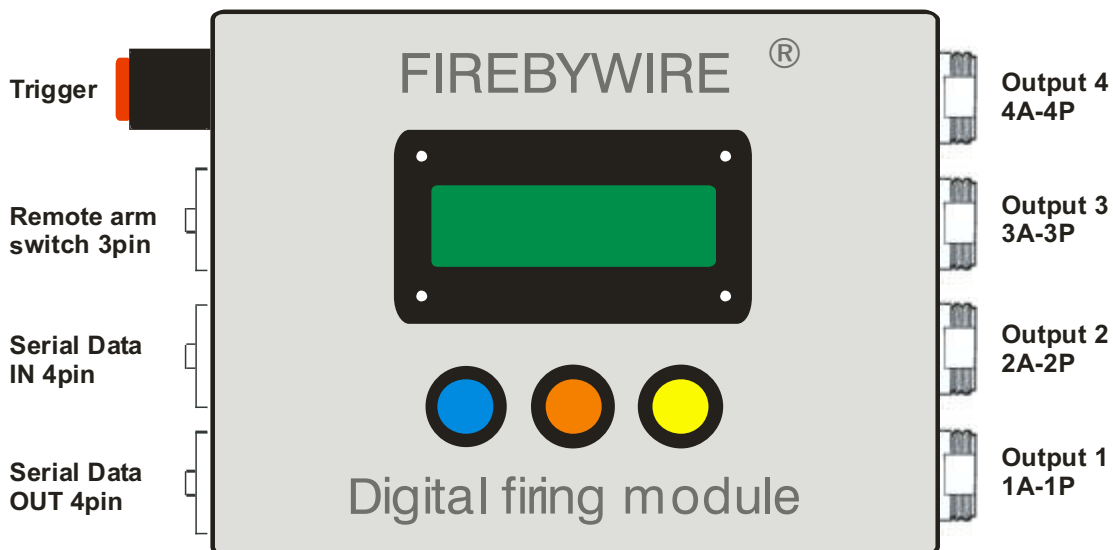 FIREBYWIRE ®
Trigger
Remote arm
switch 3pin
Serial Data
IN 4pin
Serial Data
OUT 4pin
Output 4
4A-4P
Output 3
3A-3P
Output 2
2A-2P
Output 1
1A-1P
Digital firing module